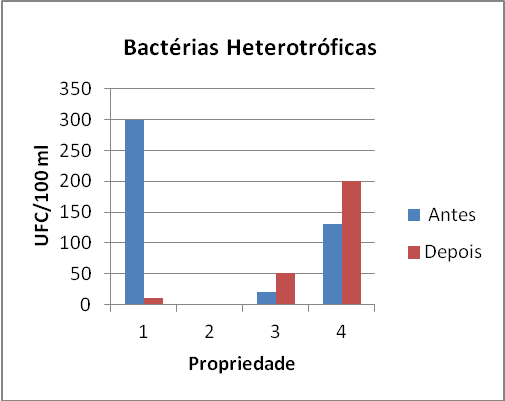 Bactérias Heterotróficas
350
300
250
200
150
100
50
0
UFC/100 ml
1 2 3 4
Propriedade
Antes
Depois